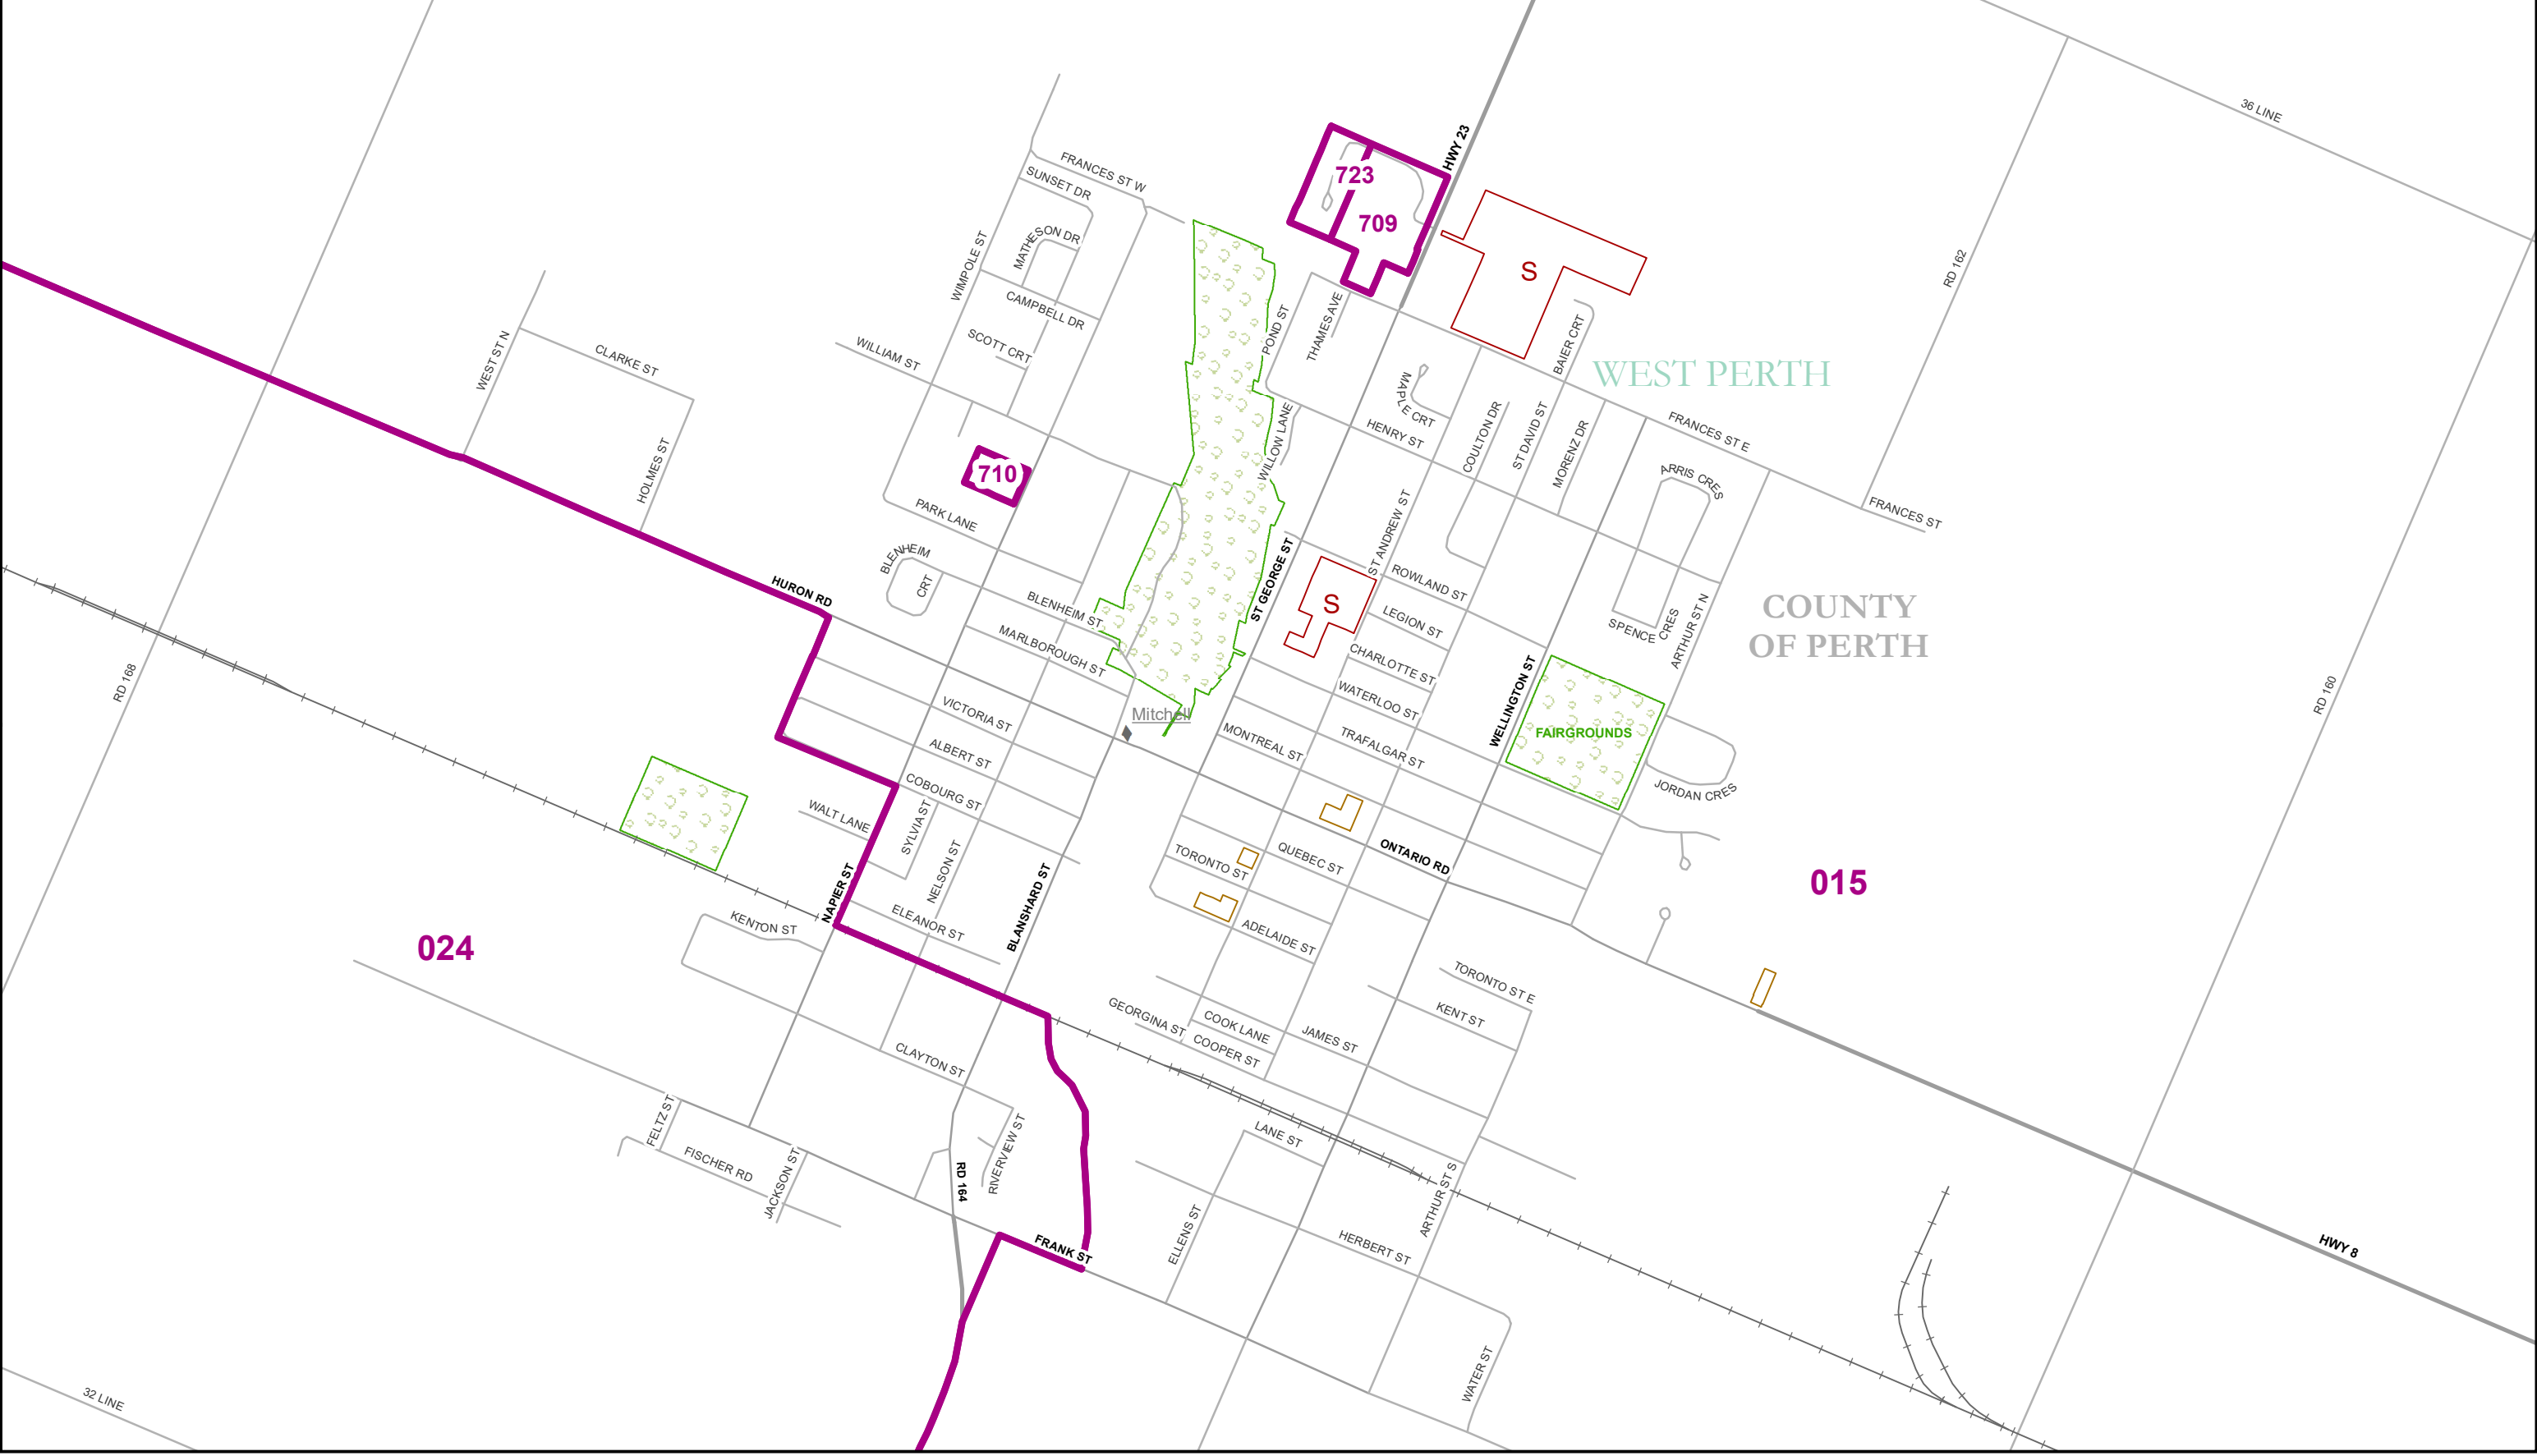 36 LINE
HWY 23
FRANCES ST W
SUNSET DR
723
709
MATHESON DR
WIMPOLE ST
RD 162
S
CAMPBELL DR
POND ST
THAMES AVE
SCOTT CRT
WILLIAM ST
WEST ST N
CLARKE ST
BAIER CRT
WEST PERTH
MAPLE CRT
HENRY ST
WILLOW LANE
COULTON DR
ST DAVID ST
MORENZ DR
FRANCES ST E
HOLMES ST
710
ARRIS CRES
FRANCES ST
PARK LANE
ST ANDREW ST
BLENHEIM CRT
HURON RD
BLENHEIM ST
ST GEORGE ST
ROWLAND ST
S
LEGION ST
SPENCE CRES
ARTHUR ST N
COUNTY
OF PERTH
MARLBOROUGH ST
CHARLOTTE ST
RD 168
WATERLOO ST
WELLINGTON ST
RD 160
VICTORIA ST
Mitchell
MONTREAL ST
TRAFALGAR ST
FAIRGROUNDS
ALBERT ST
COBOURG ST
JORDAN CRES
WALT LANE
SYLVIA ST
NELSON ST
TORONTO ST
QUEBEC ST
ONTARIO RD
015
NAPIER ST
BLANSHARD ST
KENTON ST
ELEANOR ST
ADELAIDE ST
024
TORONTO ST E
GEORGINA ST
COOK LANE
COOPER ST
JAMES ST
KENT ST
CLAYTON ST
FELTZ ST
FISCHER RD
JACKSON ST
RD 164
RIVERVIEW ST
LANE ST
ARTHUR ST S
ELLENS ST
FRANK ST
HERBERT ST
HWY 8
WATER ST
32 LINE